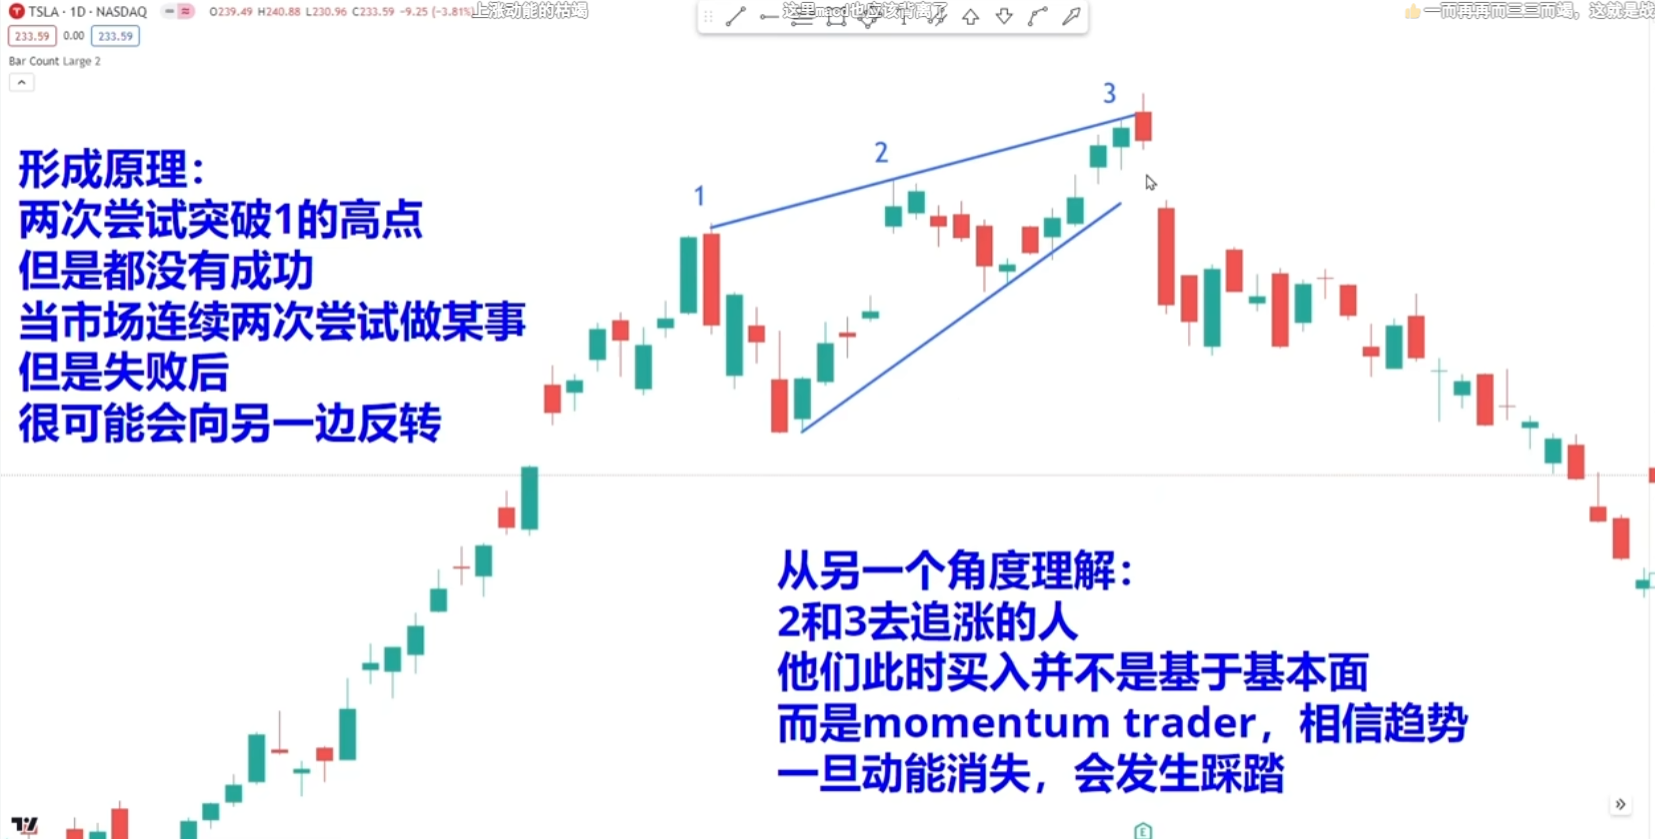 TSLA · 1D · NASDAQ O239.49 H240.88 L230.96 C233.59 -9.25 (-3.81%)
上涨动能的枯竭
这里macd也应该背离了
一而再再而三三而竭，这就是战
233.59 0.00 233.59
Bar Count Large 2
形成原理：
两次尝试突破1的高点
但是都没有成功
当市场连续两次尝试做某事
但是失败后
很可能会向另一边反转
1
2
3
从另一个角度理解：
2和3去追涨的人
他们此时买入并不是基于基本面
而是momentum trader，相信趋势
一旦动能消失，会发生踩踏
E